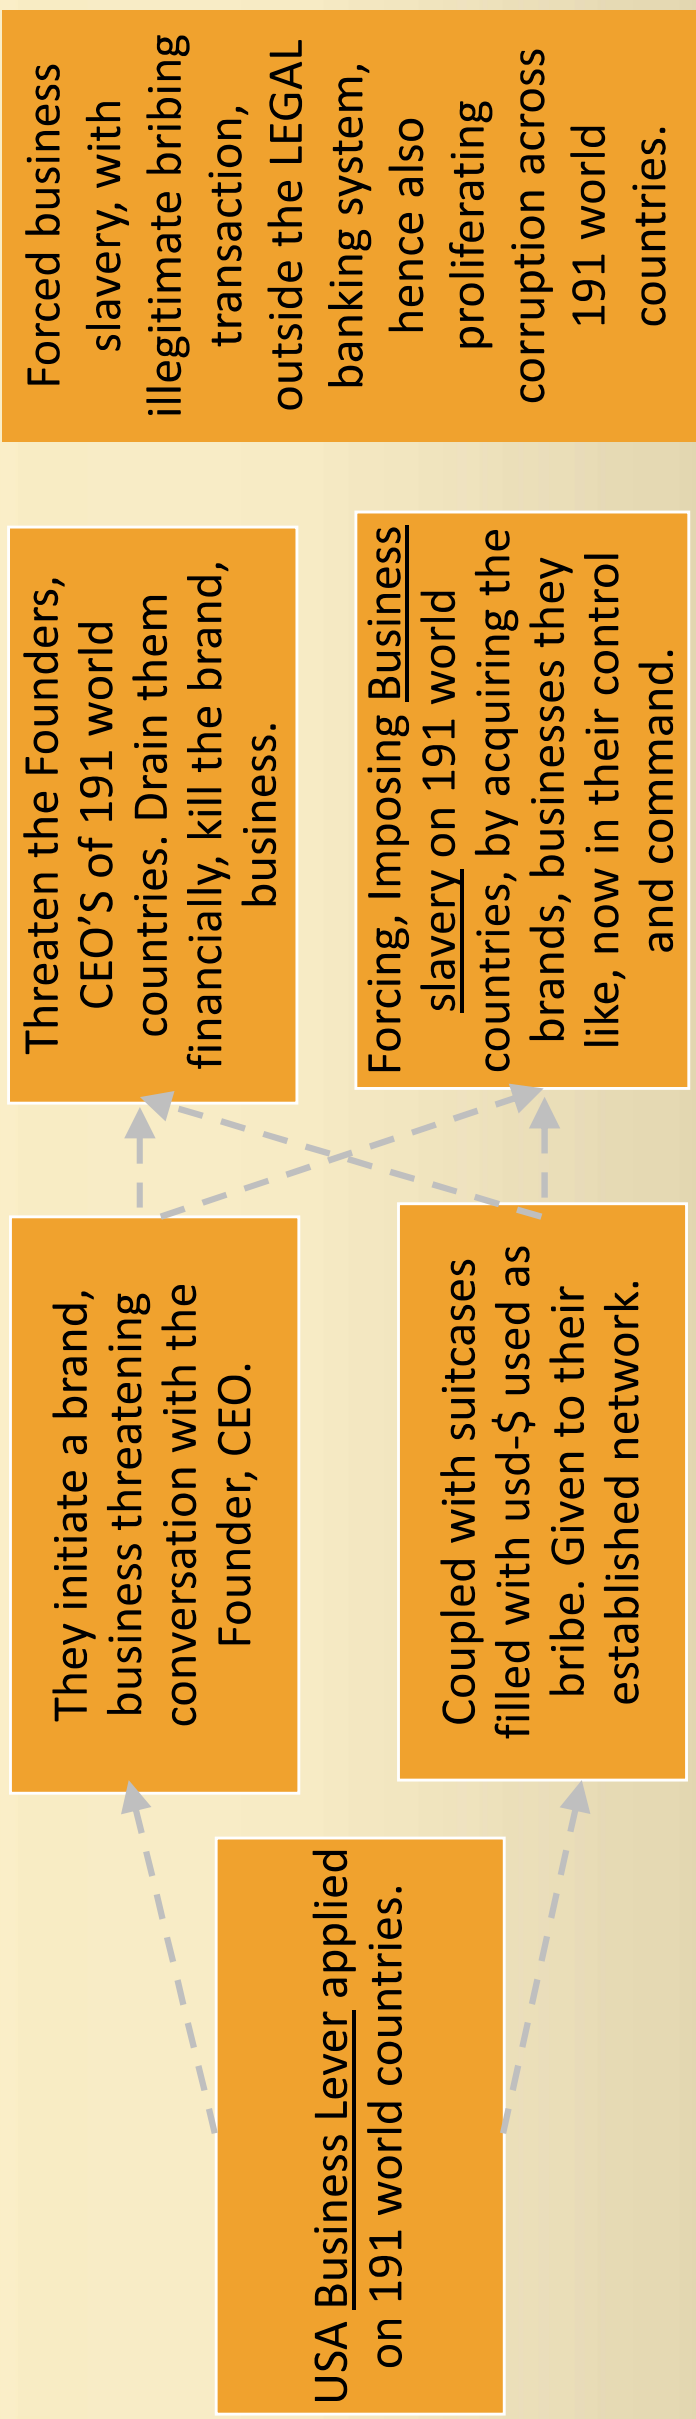 USA Business Lever applied
on 191 world countries.
They initiate a brand,
business threatening
conversation with the
Founder, CEO.
Coupled with suitcases
filled with usd-$ used as
bribe. Given to their
established network.
Threaten the Founders,
CEO'S of 191 world
countries. Drain them
financially, kill the brand,
business.
Forcing, Imposing Business
slavery on 191 world
countries, by acquiring the
brands, businesses they
like, now in their control
and command.
Forced business
slavery, with
illegitimate bribing
transaction,
outside the LEGAL
banking system,
hence also
proliferating
corruption across
191 world
countries.